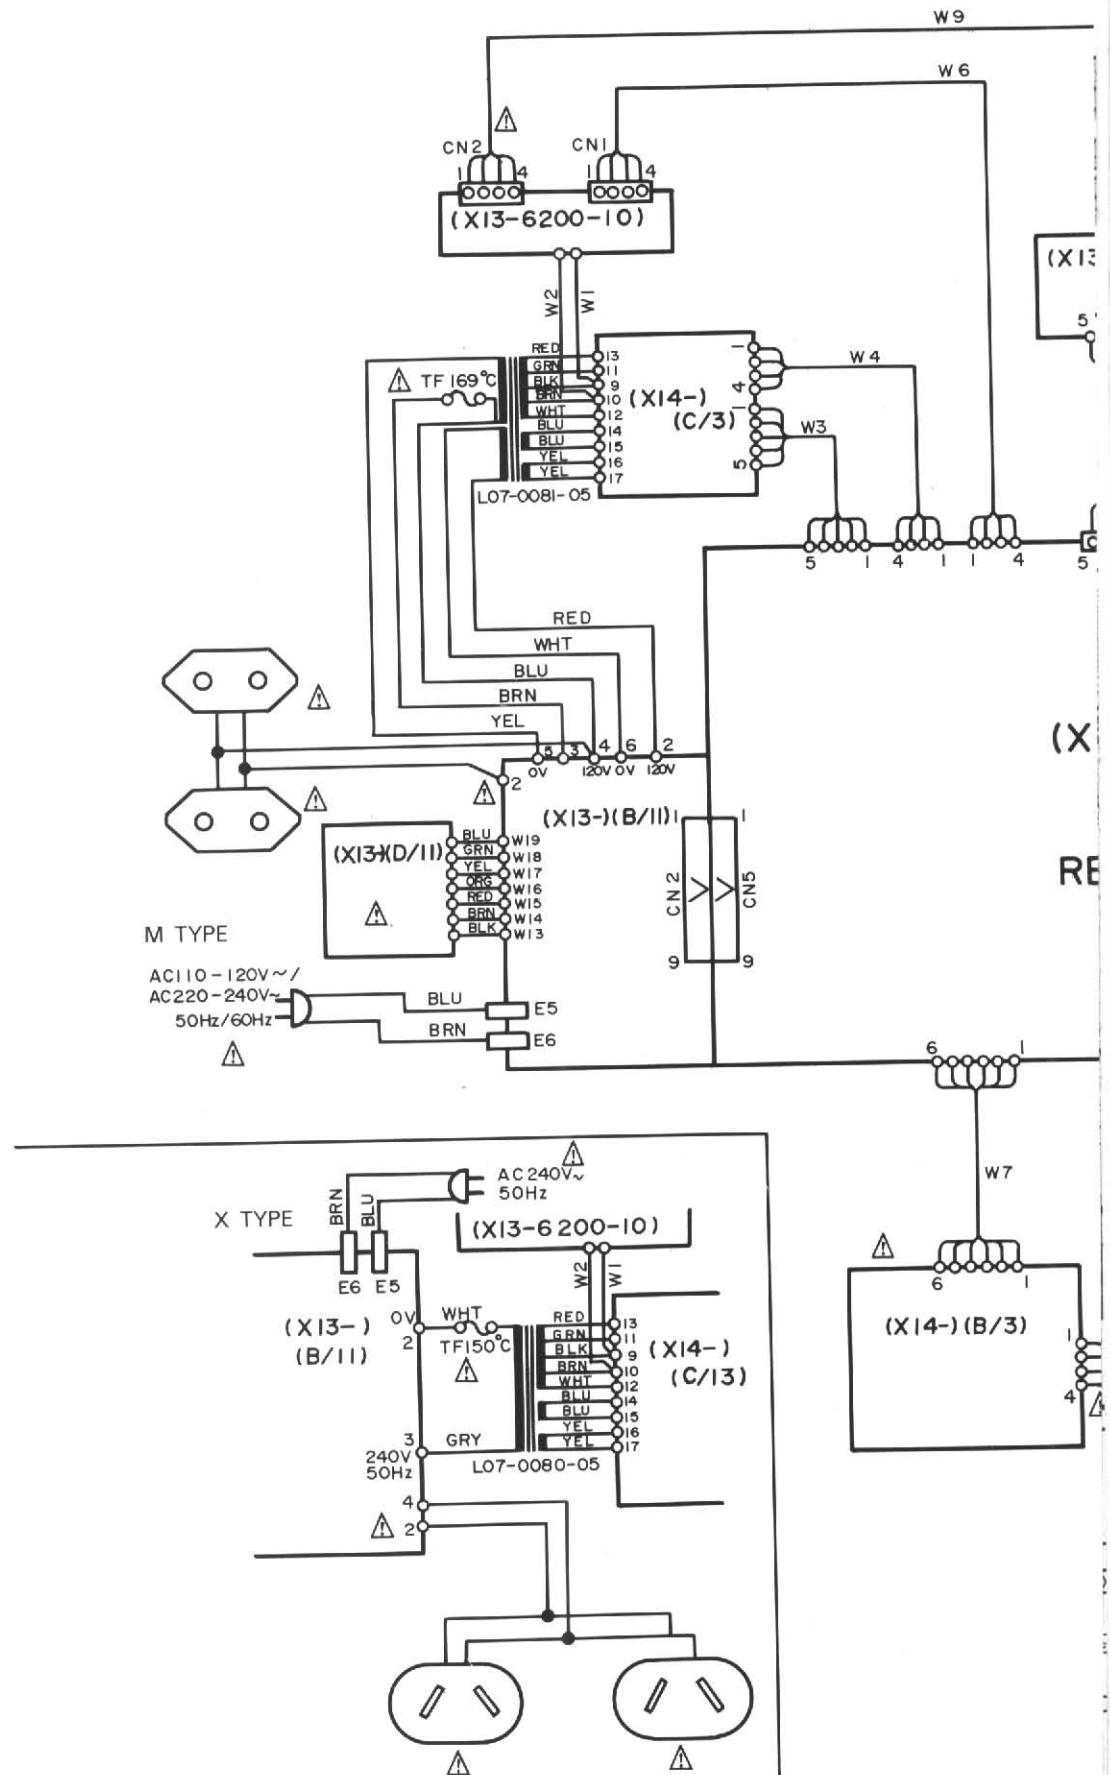 W9
W6
CN2
CN1
1 4
1 4
(X13-6200-10)
(X13
W2
W1
5
RED
GRN
BLK
BRN
WHT
BLU
BLU
YEL
YEL
13
11
9
10
12
14
15
16
17
TF 169°C
(X14-)
(C/3)
1
4
1
5
W4
W3
L07-0081-05
5 1 4 1 1 4 5
RED
WHT
BLU
BRN
YEL
5 3 4 6 2
0V 120V 0V 120V
2
(X
(X13-)(B/11)
1 1
CN2
CN5
9 9
RE
(X13-)(D/11)
BLU W19
GRN W18
YEL W17
ORG W16
RED W15
BRN W14
BLK W13
M TYPE
AC110-120V~/
AC220-240V~
50Hz/60Hz
BLU E5
BRN E6
6 1
W7
X TYPE
BRN
BLU
AC240V~
50Hz
(X13-6200-10)
E6 E5
W2
W1
(X13-)
(B/11)
0V
2
WHT
TF150°C
RED 13
GRN 11
BLK 9
BRN 10
WHT 12
BLU 14
BLU 15
YEL 16
YEL 17
(X14-)
(C/13)
3
240V
50Hz
GRY
L07-0080-05
4
2
6 1
(X14-)(B/3)
1
4